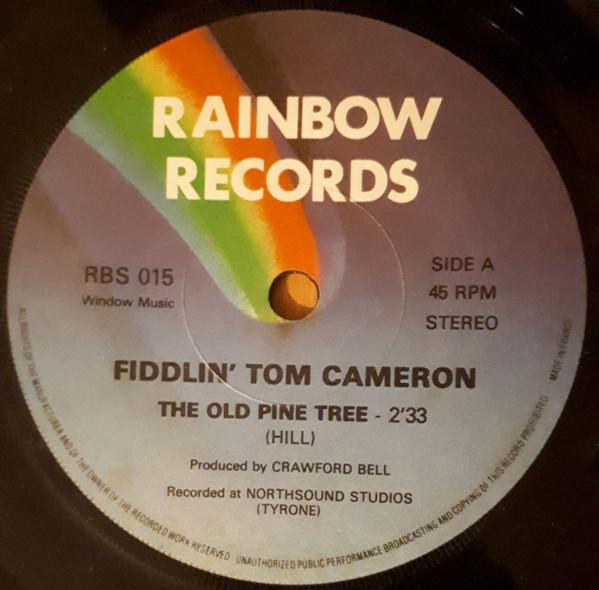 RAINBOW
RECORDS
RBS 015
Window Music
SIDE A
45 RPM
STEREO
FIDDLIN' TOM CAMERON
THE OLD PINE TREE - 2'33
(HILL)
Produced by CRAWFORD BELL
Recorded at NORTHSOUND STUDIOS
(TYRONE)
ALL RIGHTS OF THE MANUFACTURER AND OF THE OWNER OF THE RECORDED WORK RESERVED UNAUTHORIZED PUBLIC PERFORMANCE BROADCASTING AND COPYING OF THIS RECORD PROHIBITED MADE IN FRANCE